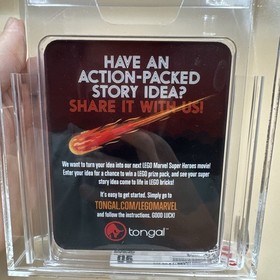 HAVE AN
ACTION-PACKED
STORY IDEA?
SHARE IT WITH US!
We want to turn your idea into our next LEGO Marvel Super Heroes movie!
Enter your idea for a chance to win a LEGO prize pack, and see your super
story idea come to life in LEGO bricks!
It's easy to get started. Simply go to
TONGAL.COM/LEGOMARVEL
and follow the instructions. GOOD LUCK!
tongal™